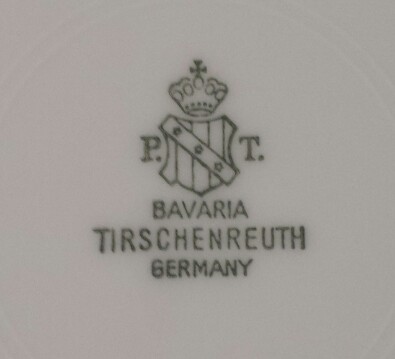 P. T.
BAVARIA
TIRSCHENREUTH
GERMANY